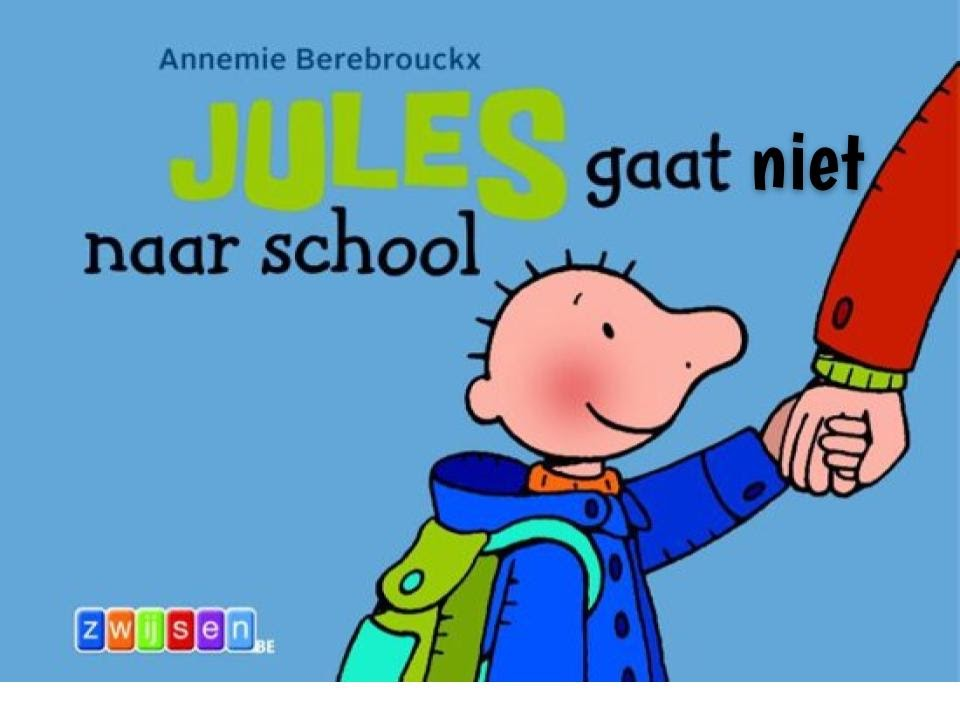 Annemie Berebrouckx
JULES gaat niet
naar school
zwijsen.BE